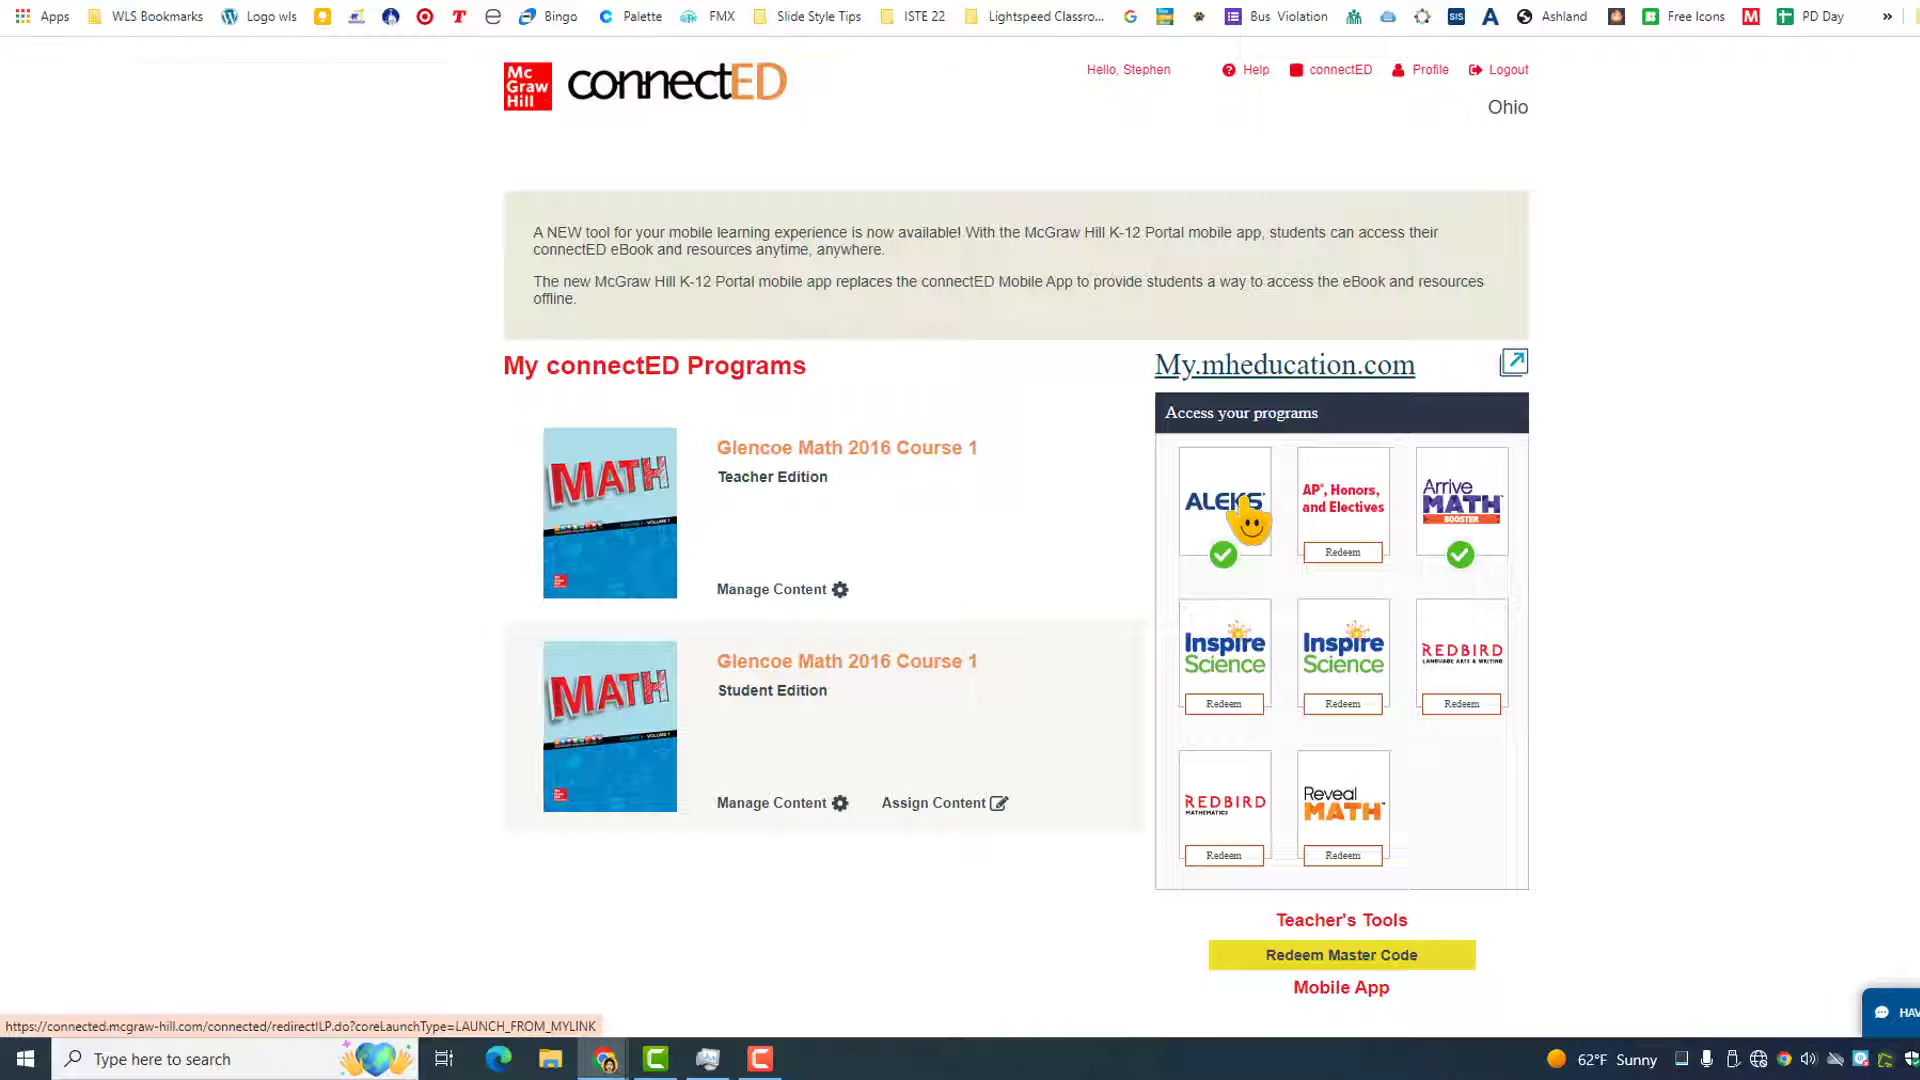 Apps WLS Bookmarks Logo wls Bingo Palette FMX Slide Style Tips ISTE 22 Lightspeed Classro... Bus Violation SIS Ashland Free Icons PD Day »
Mc
Graw
Hill
connectED
Hello, Stephen Help connectED Profile Logout
Ohio
A NEW tool for your mobile learning experience is now available! With the McGraw Hill K-12 Portal mobile app, students can access their
connectED eBook and resources anytime, anywhere.
The new McGraw Hill K-12 Portal mobile app replaces the connectED Mobile App to provide students a way to access the eBook and resources
offline.
My connectED Programs
MATH
Glencoe Math 2016 Course 1
Teacher Edition
Manage Content
MATH
Glencoe Math 2016 Course 1
Student Edition
Manage Content Assign Content
My.mheducation.com
Access your programs
ALEKS
AP®, Honors,
and Electives
Redeem
Arrive
MATH
BOOSTER
Inspire
Science
Redeem
Inspire
Science
Redeem
REDBIRD
LANGUAGE ARTS & WRITING
Redeem
REDBIRD
MATHEMATICS
Redeem
Reveal
MATH™
Redeem
Teacher's Tools
Redeem Master Code
Mobile App
HAV
https://connected.mcgraw-hill.com/connected/redirectILP.do?coreLaunchType=LAUNCH_FROM_MYLINK
Type here to search
62°F Sunny